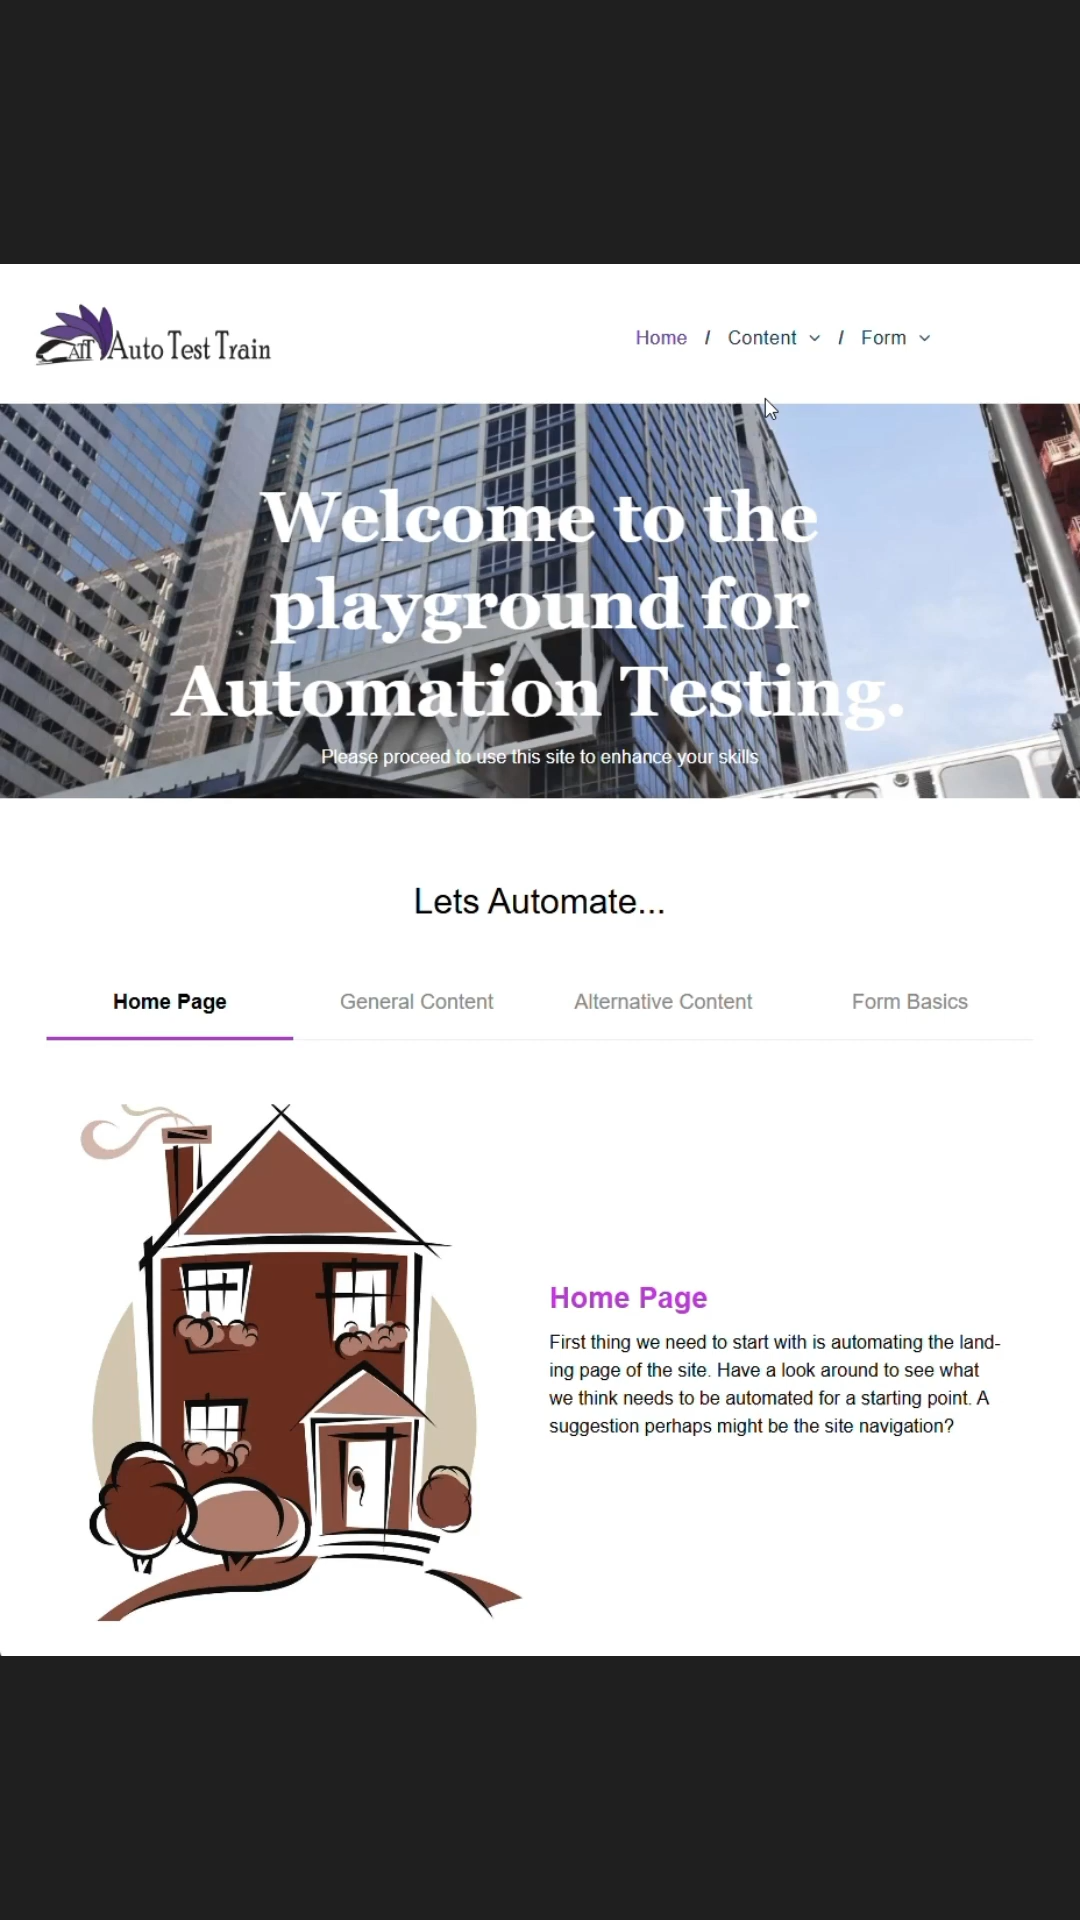 ATT Auto Test Train
Home / Content / Form
Welcome to the
playground for
Automation Testing.
Please proceed to use this site to enhance your skills
Lets Automate...
Home Page
General Content
Alternative Content
Form Basics
Home Page
First thing we need to start with is automating the land-
ing page of the site. Have a look around to see what
we think needs to be automated for a starting point. A
suggestion perhaps might be the site navigation?